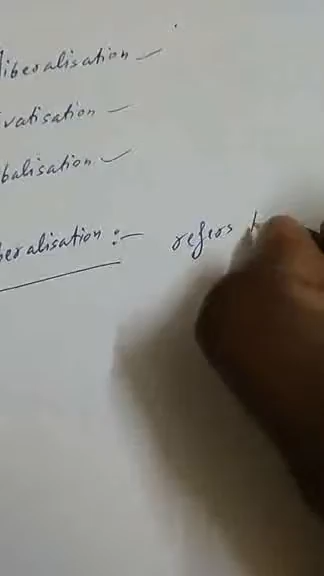 liberalisation –
vatisation –
balisation –
eralisation :– refers